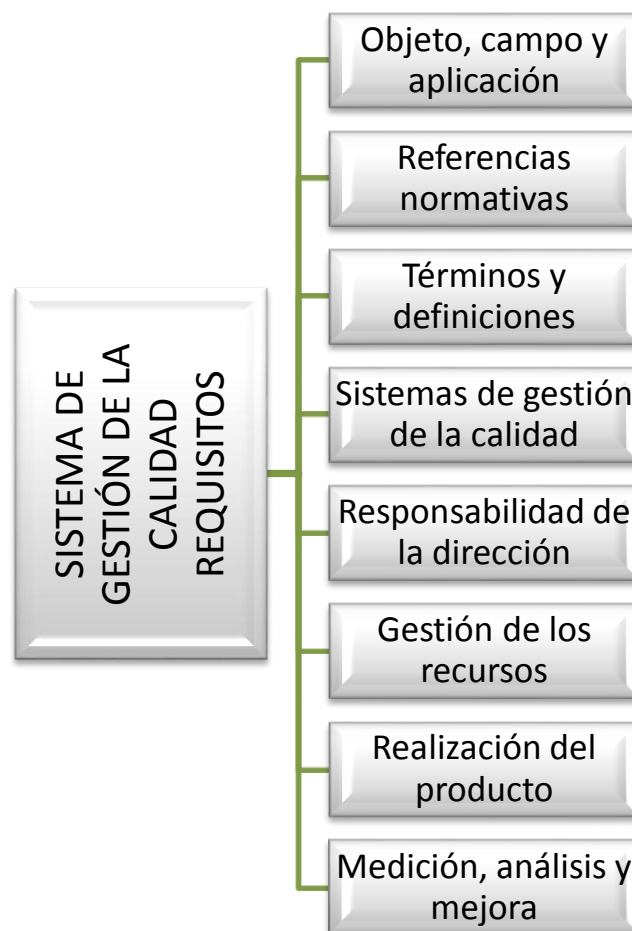 SISTEMA DE
GESTIÓN DE LA
CALIDAD
REQUISITOS
Objeto, campo y
aplicación
Referencias
normativas
Términos y
definiciones
Sistemas de gestión
de la calidad
Responsabilidad de
la dirección
Gestión de los
recursos
Realización del
producto
Medición, análisis y
mejora